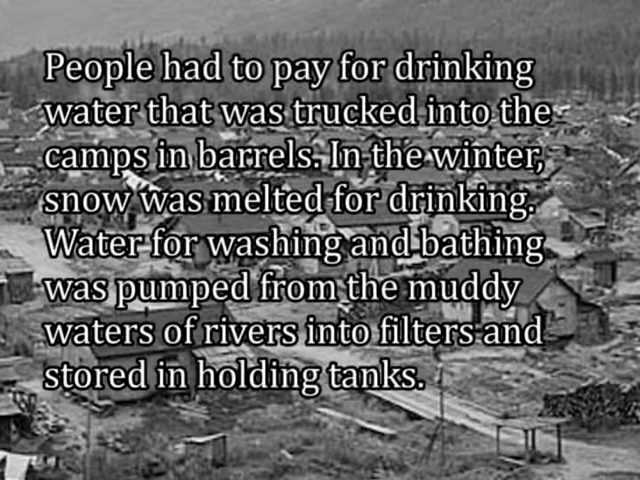 People had to pay for drinking
water that was trucked into the
camps in barrels. In the winter,
snow was melted for drinking.
Water for washing and bathing
was pumped from the muddy
waters of rivers into filters and
stored in holding tanks.